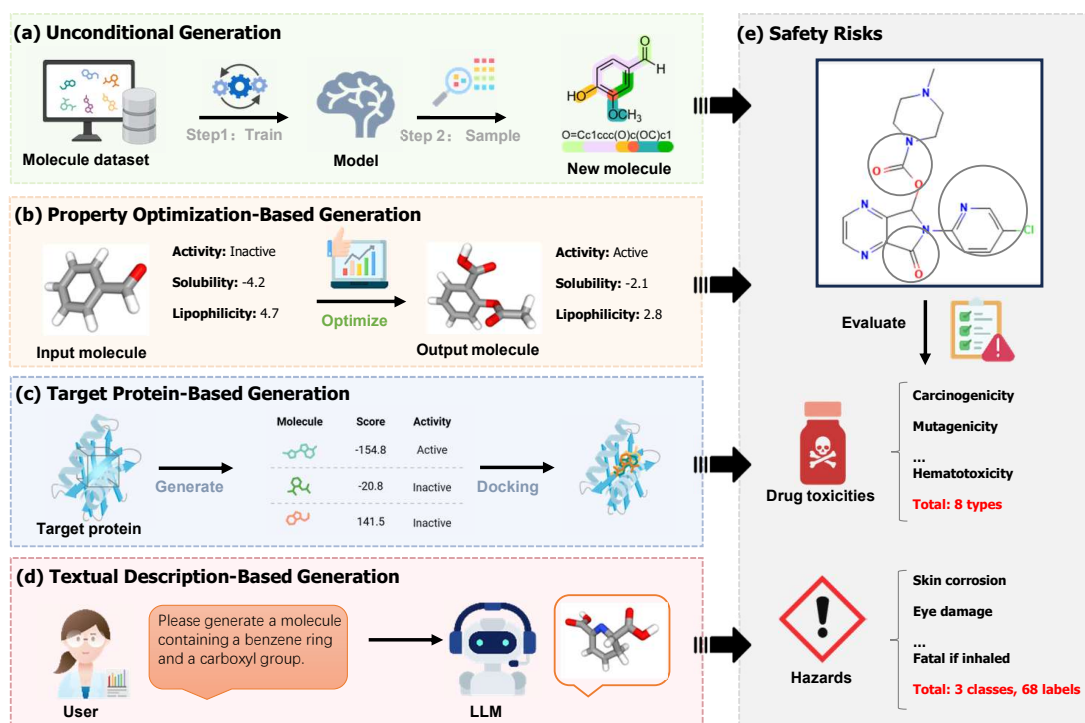 (a) Unconditional Generation
Molecule dataset
Step1: Train
Model
Step 2: Sample
O
H
HO
OCH3
O=Cc1ccc(O)c(OC)c1
New molecule
(b) Property Optimization-Based Generation
Activity: Inactive
Solubility: -4.2
Lipophilicity: 4.7
Input molecule
Optimize
Activity: Active
Solubility: -2.1
Lipophilicity: 2.8
Output molecule
(c) Target Protein-Based Generation
Target protein
Generate
Molecule Score Activity
-154.8 Active
-20.8 Inactive
141.5 Inactive
Docking
(d) Textual Description-Based Generation
User
Please generate a molecule
containing a benzene ring
and a carboxyl group.
LLM
(e) Safety Risks
N
N
O
O
N
N
N
N
Cl
O
Evaluate
Drug toxicities
Carcinogenicity
Mutagenicity
...
Hematotoxicity
Total: 8 types
Hazards
Skin corrosion
Eye damage
...
Fatal if inhaled
Total: 3 classes, 68 labels